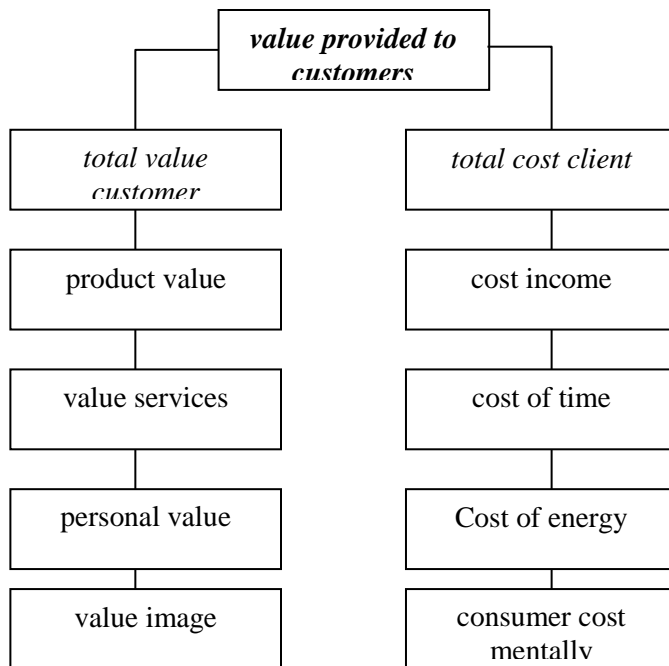 value provided to
customers
total value
customer
total cost client
product value
cost income
value services
cost of time
personal value
Cost of energy
value image
consumer cost
mentally